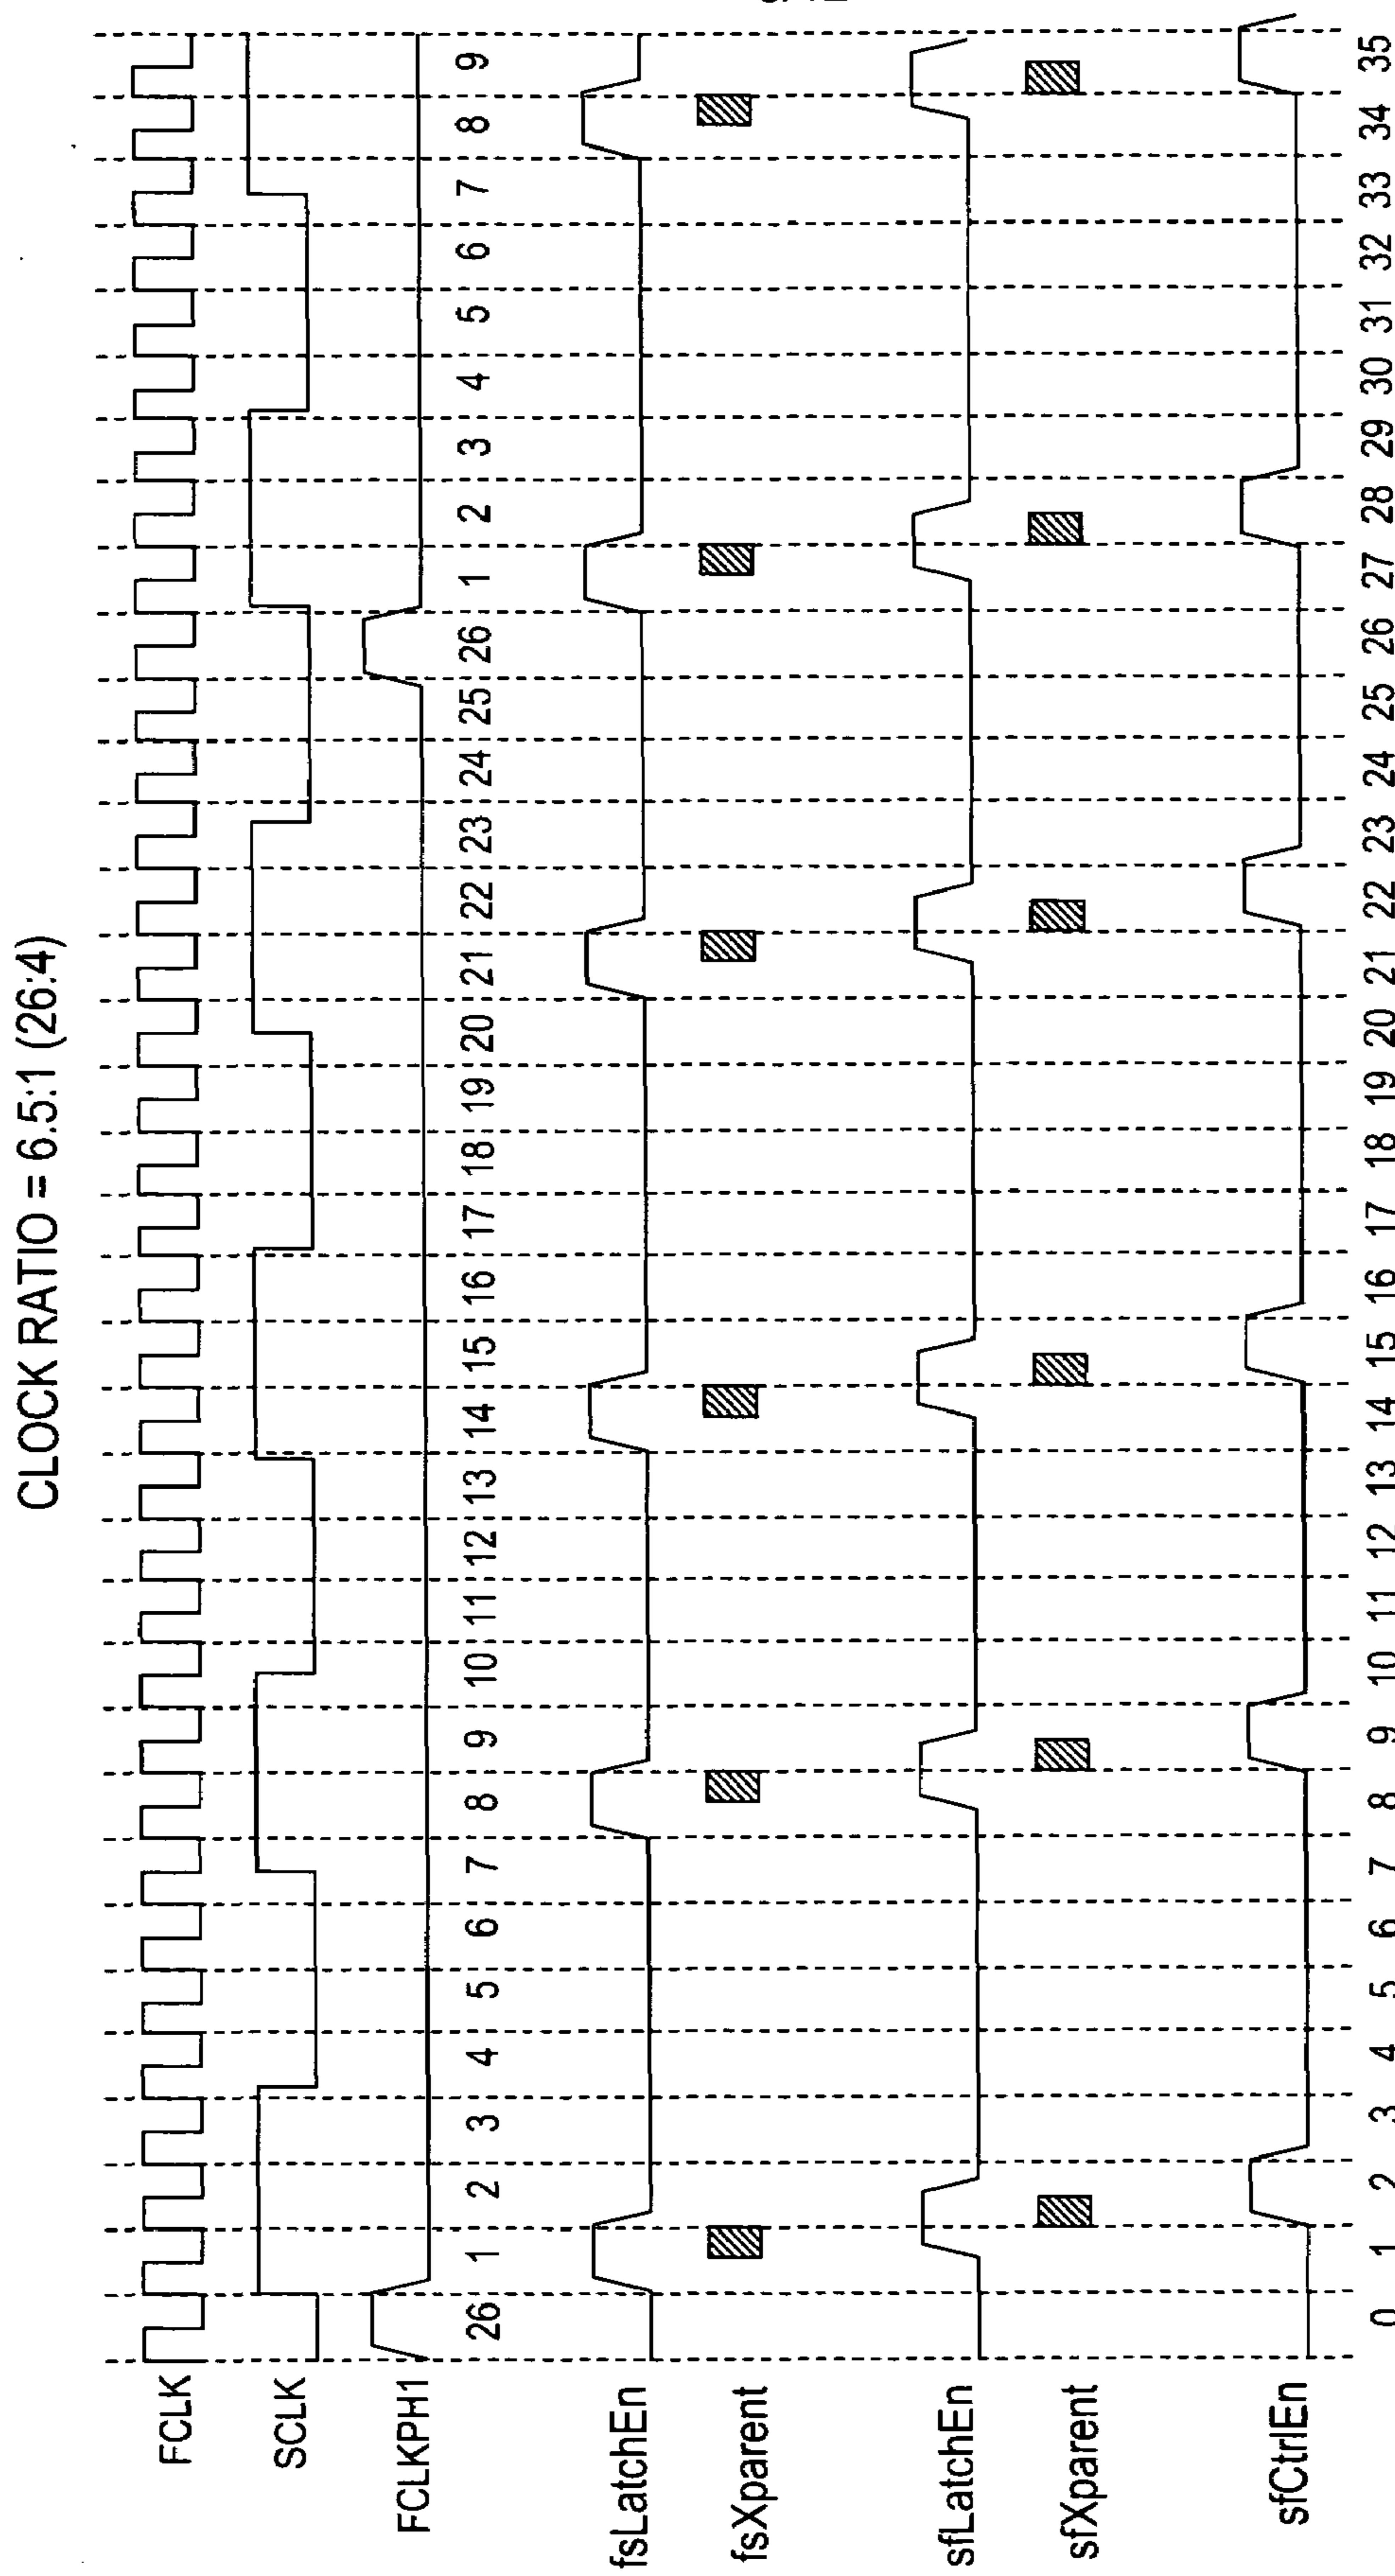 CLOCK RATIO = 6.5:1 (26:4)
FCLK
SCLK
FCLKPH1
26 1 2 3 4 5 6 7 8 9 10 11 12 13 14 15 16 17 18 19 20 21 22 23 24 25 26 1 2 3 4 5 6 7 8 9
fsLatchEn
fsXparent
sfLatchEn
sfXparent
sfCtrlEn
0 1 2 3 4 5 6 7 8 9 10 11 12 13 14 15 16 17 18 19 20 21 22 23 24 25 26 27 28 29 30 31 32 33 34 35